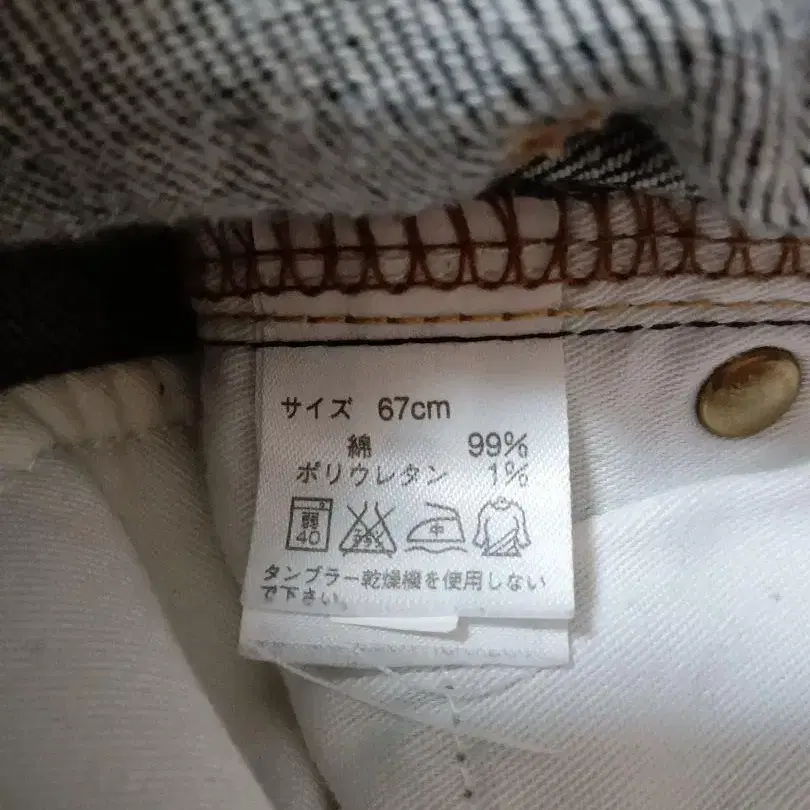 サイズ 67cm
綿 99%
ポリウレタン 1%
弱
40
中
タンブラー乾燥機を使用しない
で下さい。